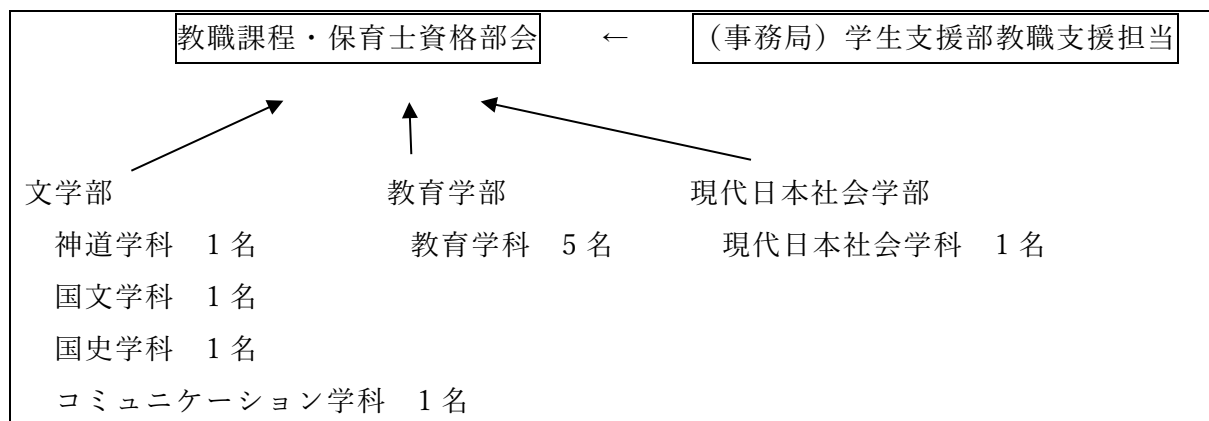 教職課程・保育士資格部会 ← （事務局）学生支援部教職支援担当
文学部 教育学部 現代日本社会学部
神道学科 1名 教育学科 5名 現代日本社会学科 1名
国文学科 1名
国史学科 1名
コミュニケーション学科 1名